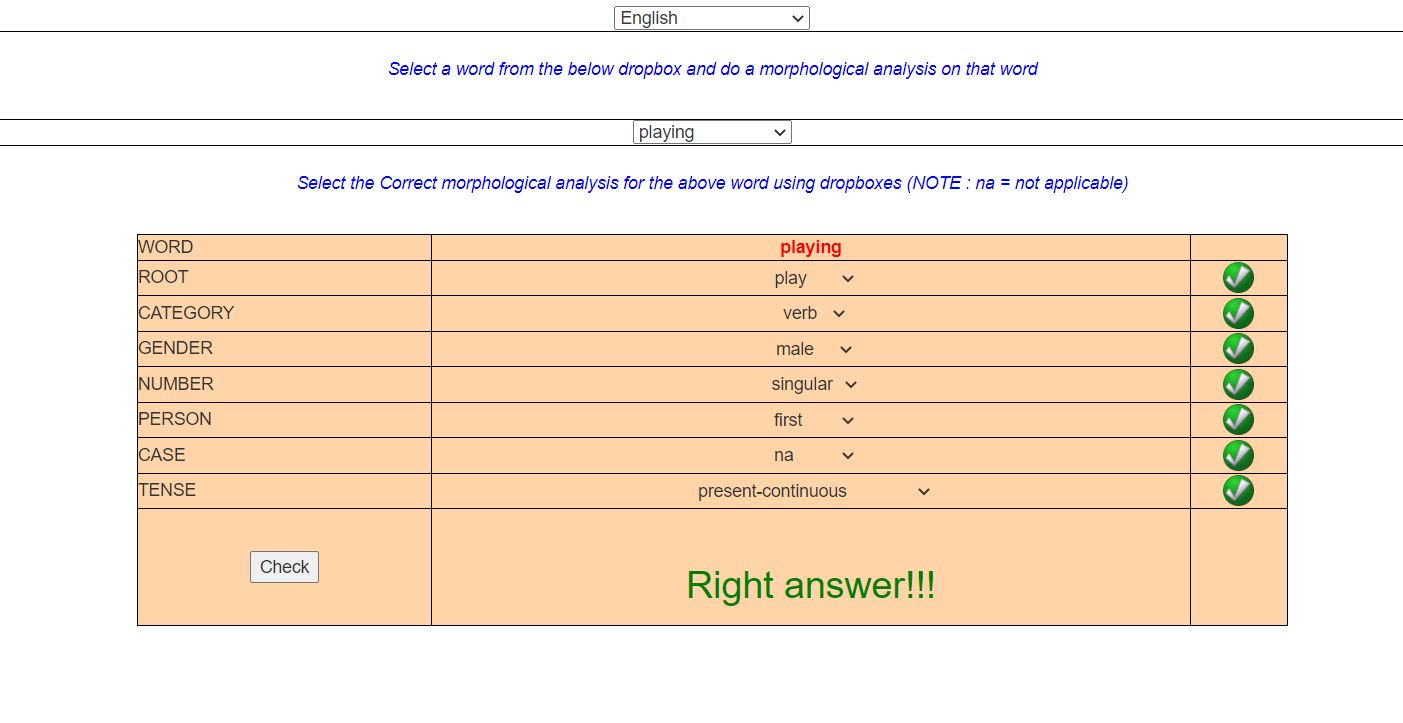 English
Select a word from the below dropbox and do a morphological analysis on that word
playing
Select the Correct morphological analysis for the above word using dropboxes (NOTE : na = not applicable)
WORD playing
ROOT play
CATEGORY verb
GENDER male
NUMBER singular
PERSON first
CASE na
TENSE present-continuous
Check
Right answer!!!